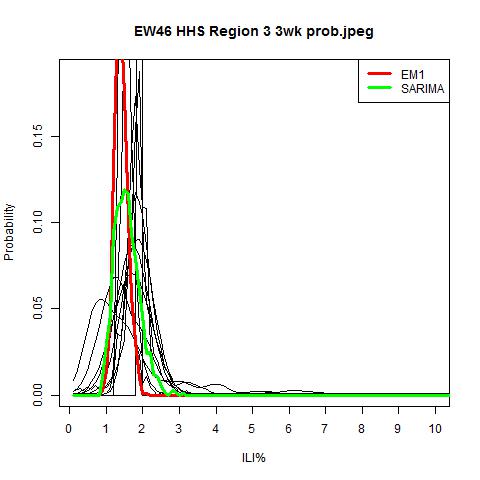 EW46 HHS Region 3 3wk prob.jpeg
EM1
SARIMA
Probability
0.15
0.10
0.05
0.00
0 1 2 3 4 5 6 7 8 9 10
ILI%